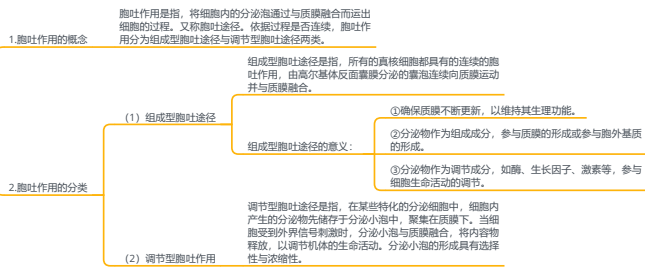 胞吐作用是指，将细胞内的分泌泡通过与质膜融合而运出
细胞的过程。又称胞吐途径。依据过程是否连续，胞吐作
用分为组成型胞吐途径与调节型胞吐途径两类。
1.胞吐作用的概念
组成型胞吐途径是指，所有的真核细胞都具有的连续的胞
吐作用，由高尔基体反面囊膜分泌的囊泡连续向质膜运动
并与质膜融合。
（1）组成型胞吐途径
①确保质膜不断更新，以维持其生理功能。
②分泌物作为组成成分，参与质膜的形成或参与胞外基质
的形成。
组成型胞吐途径的意义：
③分泌物作为调节成分，如酶、生长因子、激素等，参与
细胞生命活动的调节。
2.胞吐作用的分类
调节型胞吐途径是指，在某些特化的分泌细胞中，细胞内
产生的分泌物先储存于分泌小泡中，聚集在质膜下。当细
胞受到外界信号刺激时，分泌小泡与质膜融合，将内容物
释放，以调节机体的生命活动。分泌小泡的形成具有选择
性与浓缩性。
（2）调节型胞吐作用